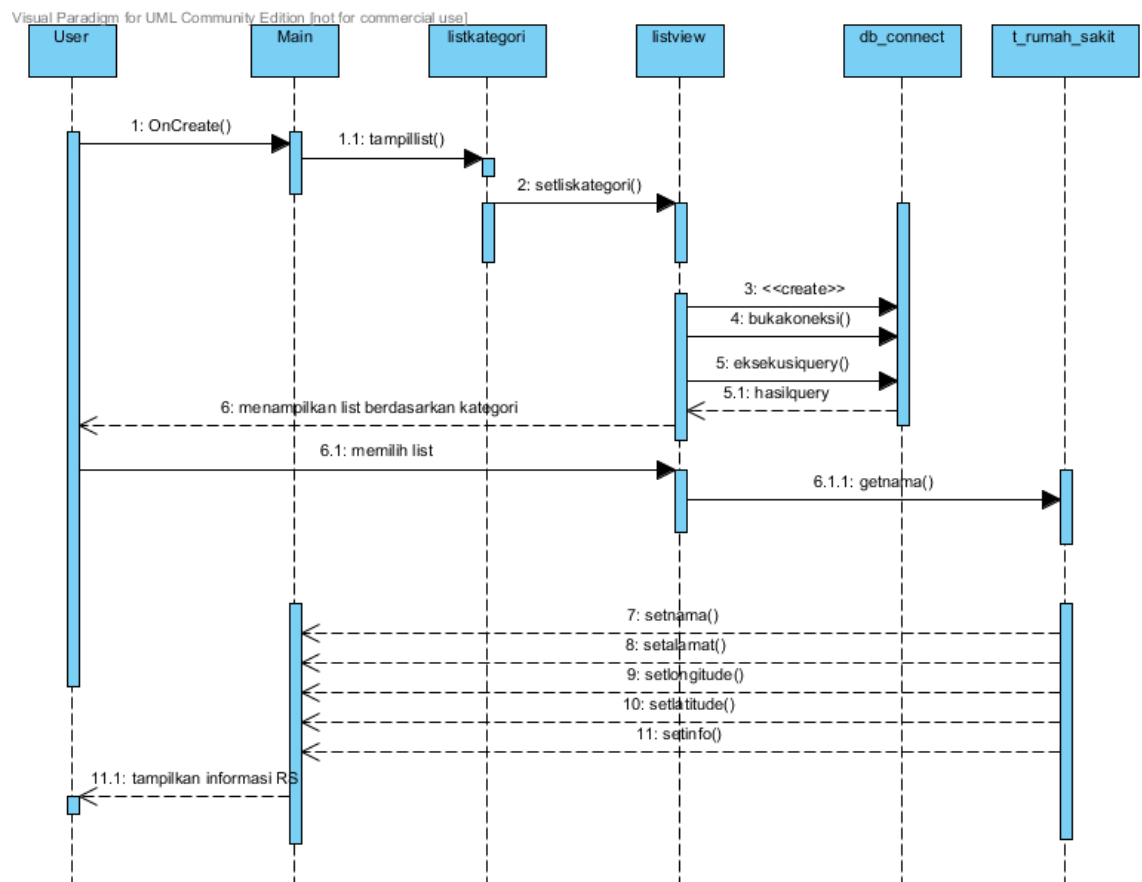 Visual Paradigm for UML Community Edition [not for commercial use]
User
Main
listkategori
listview
db_connect
t_rumah_sakit
1: OnCreate()
1.1: tampillist()
2: setliskategori()
3: <<create>>
4: bukakoneksi()
5: eksekusiquery()
5.1: hasilquery
6: menampilkan list berdasarkan kategori
6.1: memilih list
6.1.1: getnama()
7: setnama()
8: setalamat()
9: setlongitude()
10: setlatitude()
11: setinfo()
11.1: tampilkan informasi RS